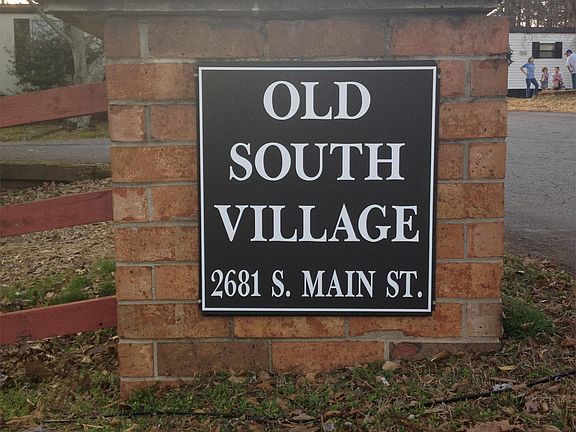 OLD
SOUTH
VILLAGE
2681 S. MAIN ST.